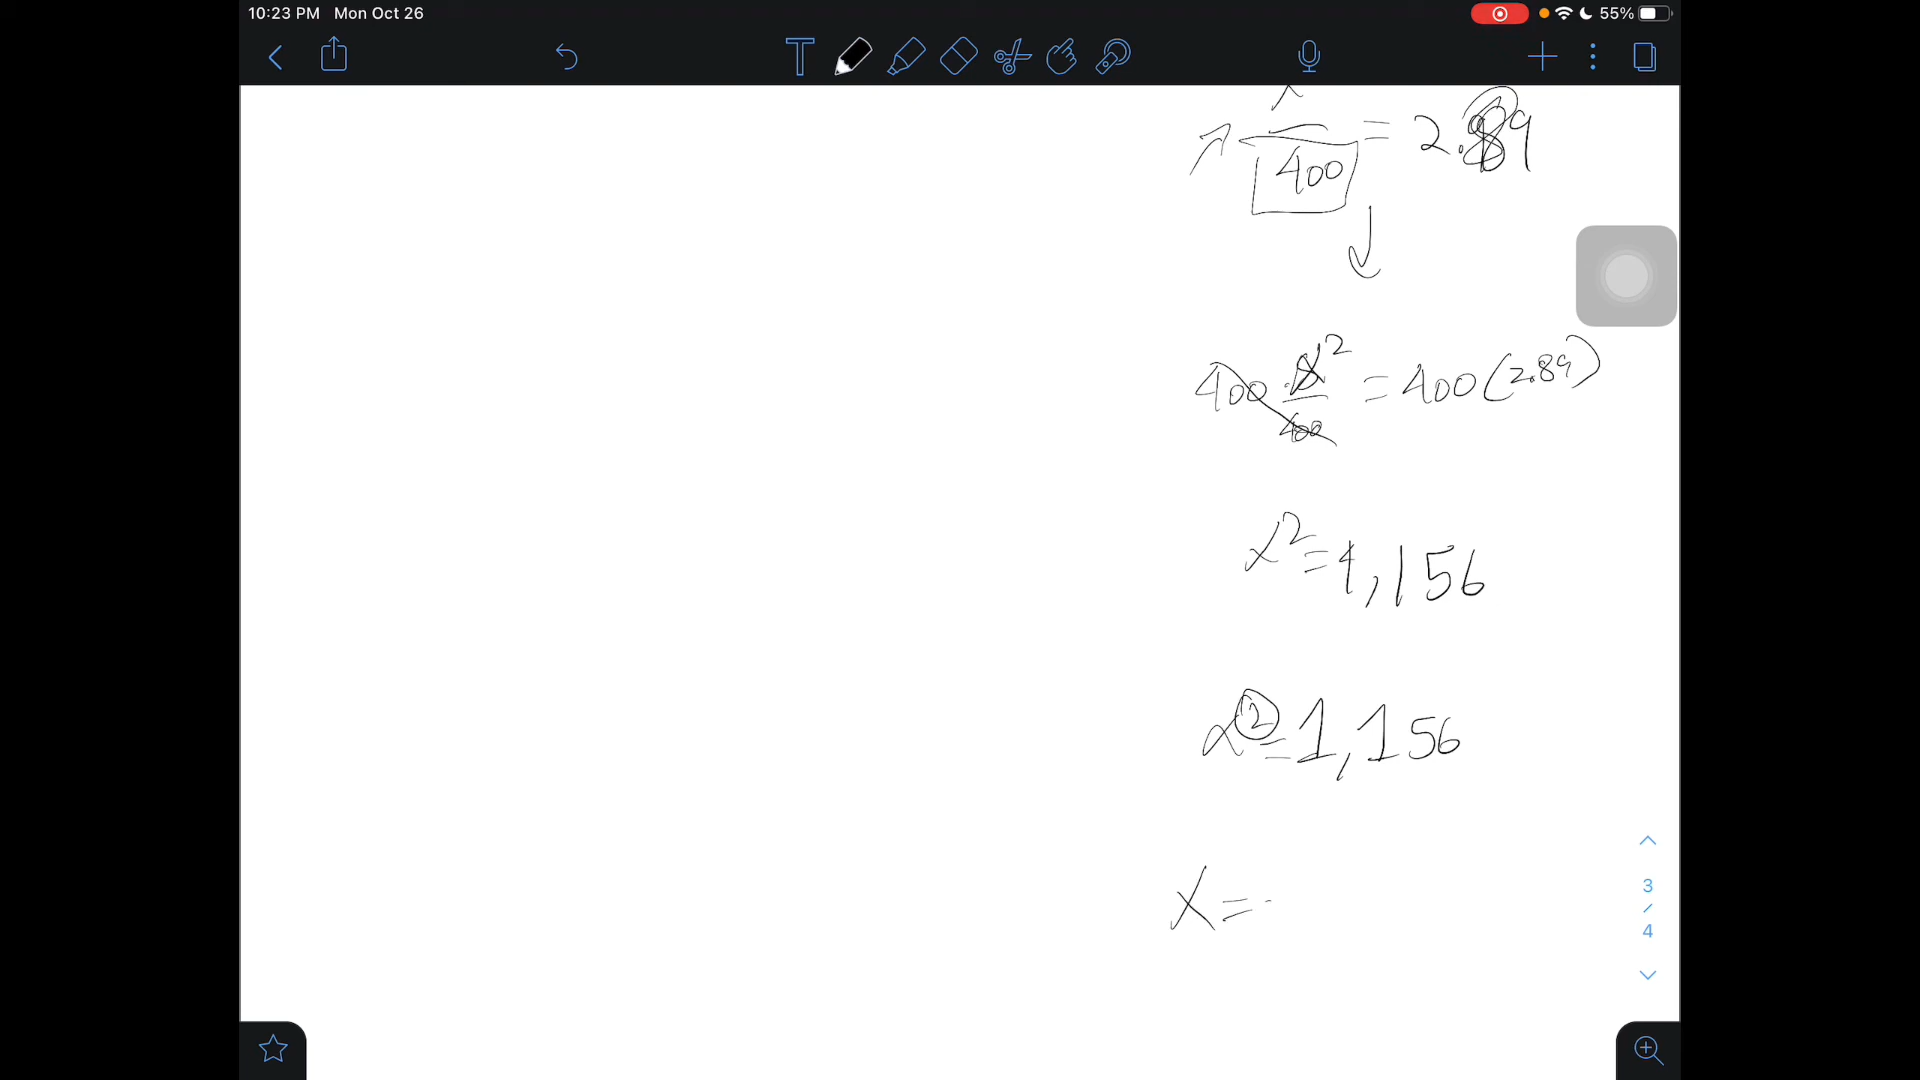 10:23 PM Mon Oct 26
55%
T
x
400
= 2.89
400 · x² / 400 = 400(2.89)
x² = 1,156
x² = 1,156
x =
3
/
4